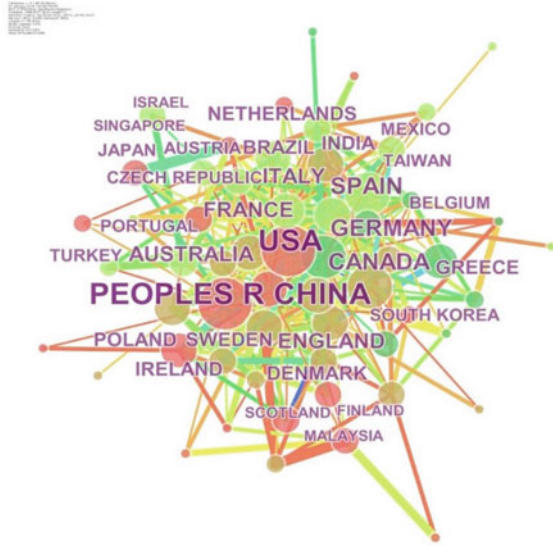 ISRAEL
NETHERLANDS
SINGAPORE
MEXICO
JAPAN AUSTRIA BRAZIL INDIA
TAIWAN
CZECH REPUBLIC ITALY
SPAIN
FRANCE
BELGIUM
PORTUGAL
GERMANY
USA
TURKEY AUSTRALIA
CANADA GREECE
PEOPLES R CHINA
SOUTH KOREA
POLAND SWEDEN ENGLAND
IRELAND
DENMARK
SCOTLAND FINLAND
MALAYSIA